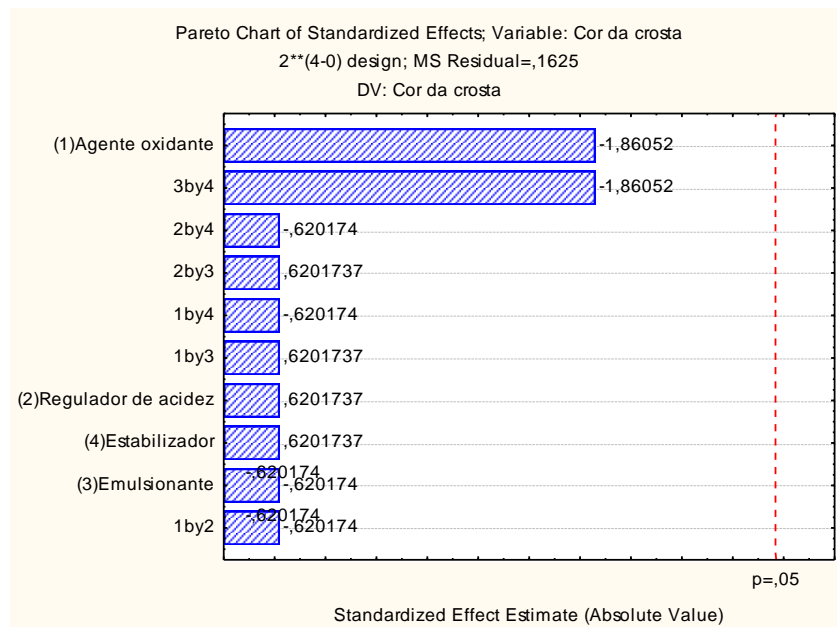 Pareto Chart of Standardized Effects; Variable: Cor da crosta
2**(4-0) design; MS Residual=,1625
DV: Cor da crosta
(1)Agente oxidante -1,86052
3by4 -1,86052
2by4 -,620174
2by3 ,6201737
1by4 -,620174
1by3 ,6201737
(2)Regulador de acidez ,6201737
(4)Estabilizador ,6201737
-,620174
(3)Emulsionante -,620174
-,620174
1by2 -,620174
p=,05
Standardized Effect Estimate (Absolute Value)